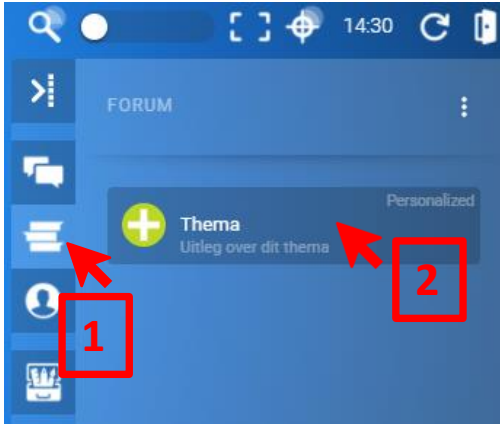 14:30
FORUM
Personalized
Thema
Uitleg over dit thema
1
2